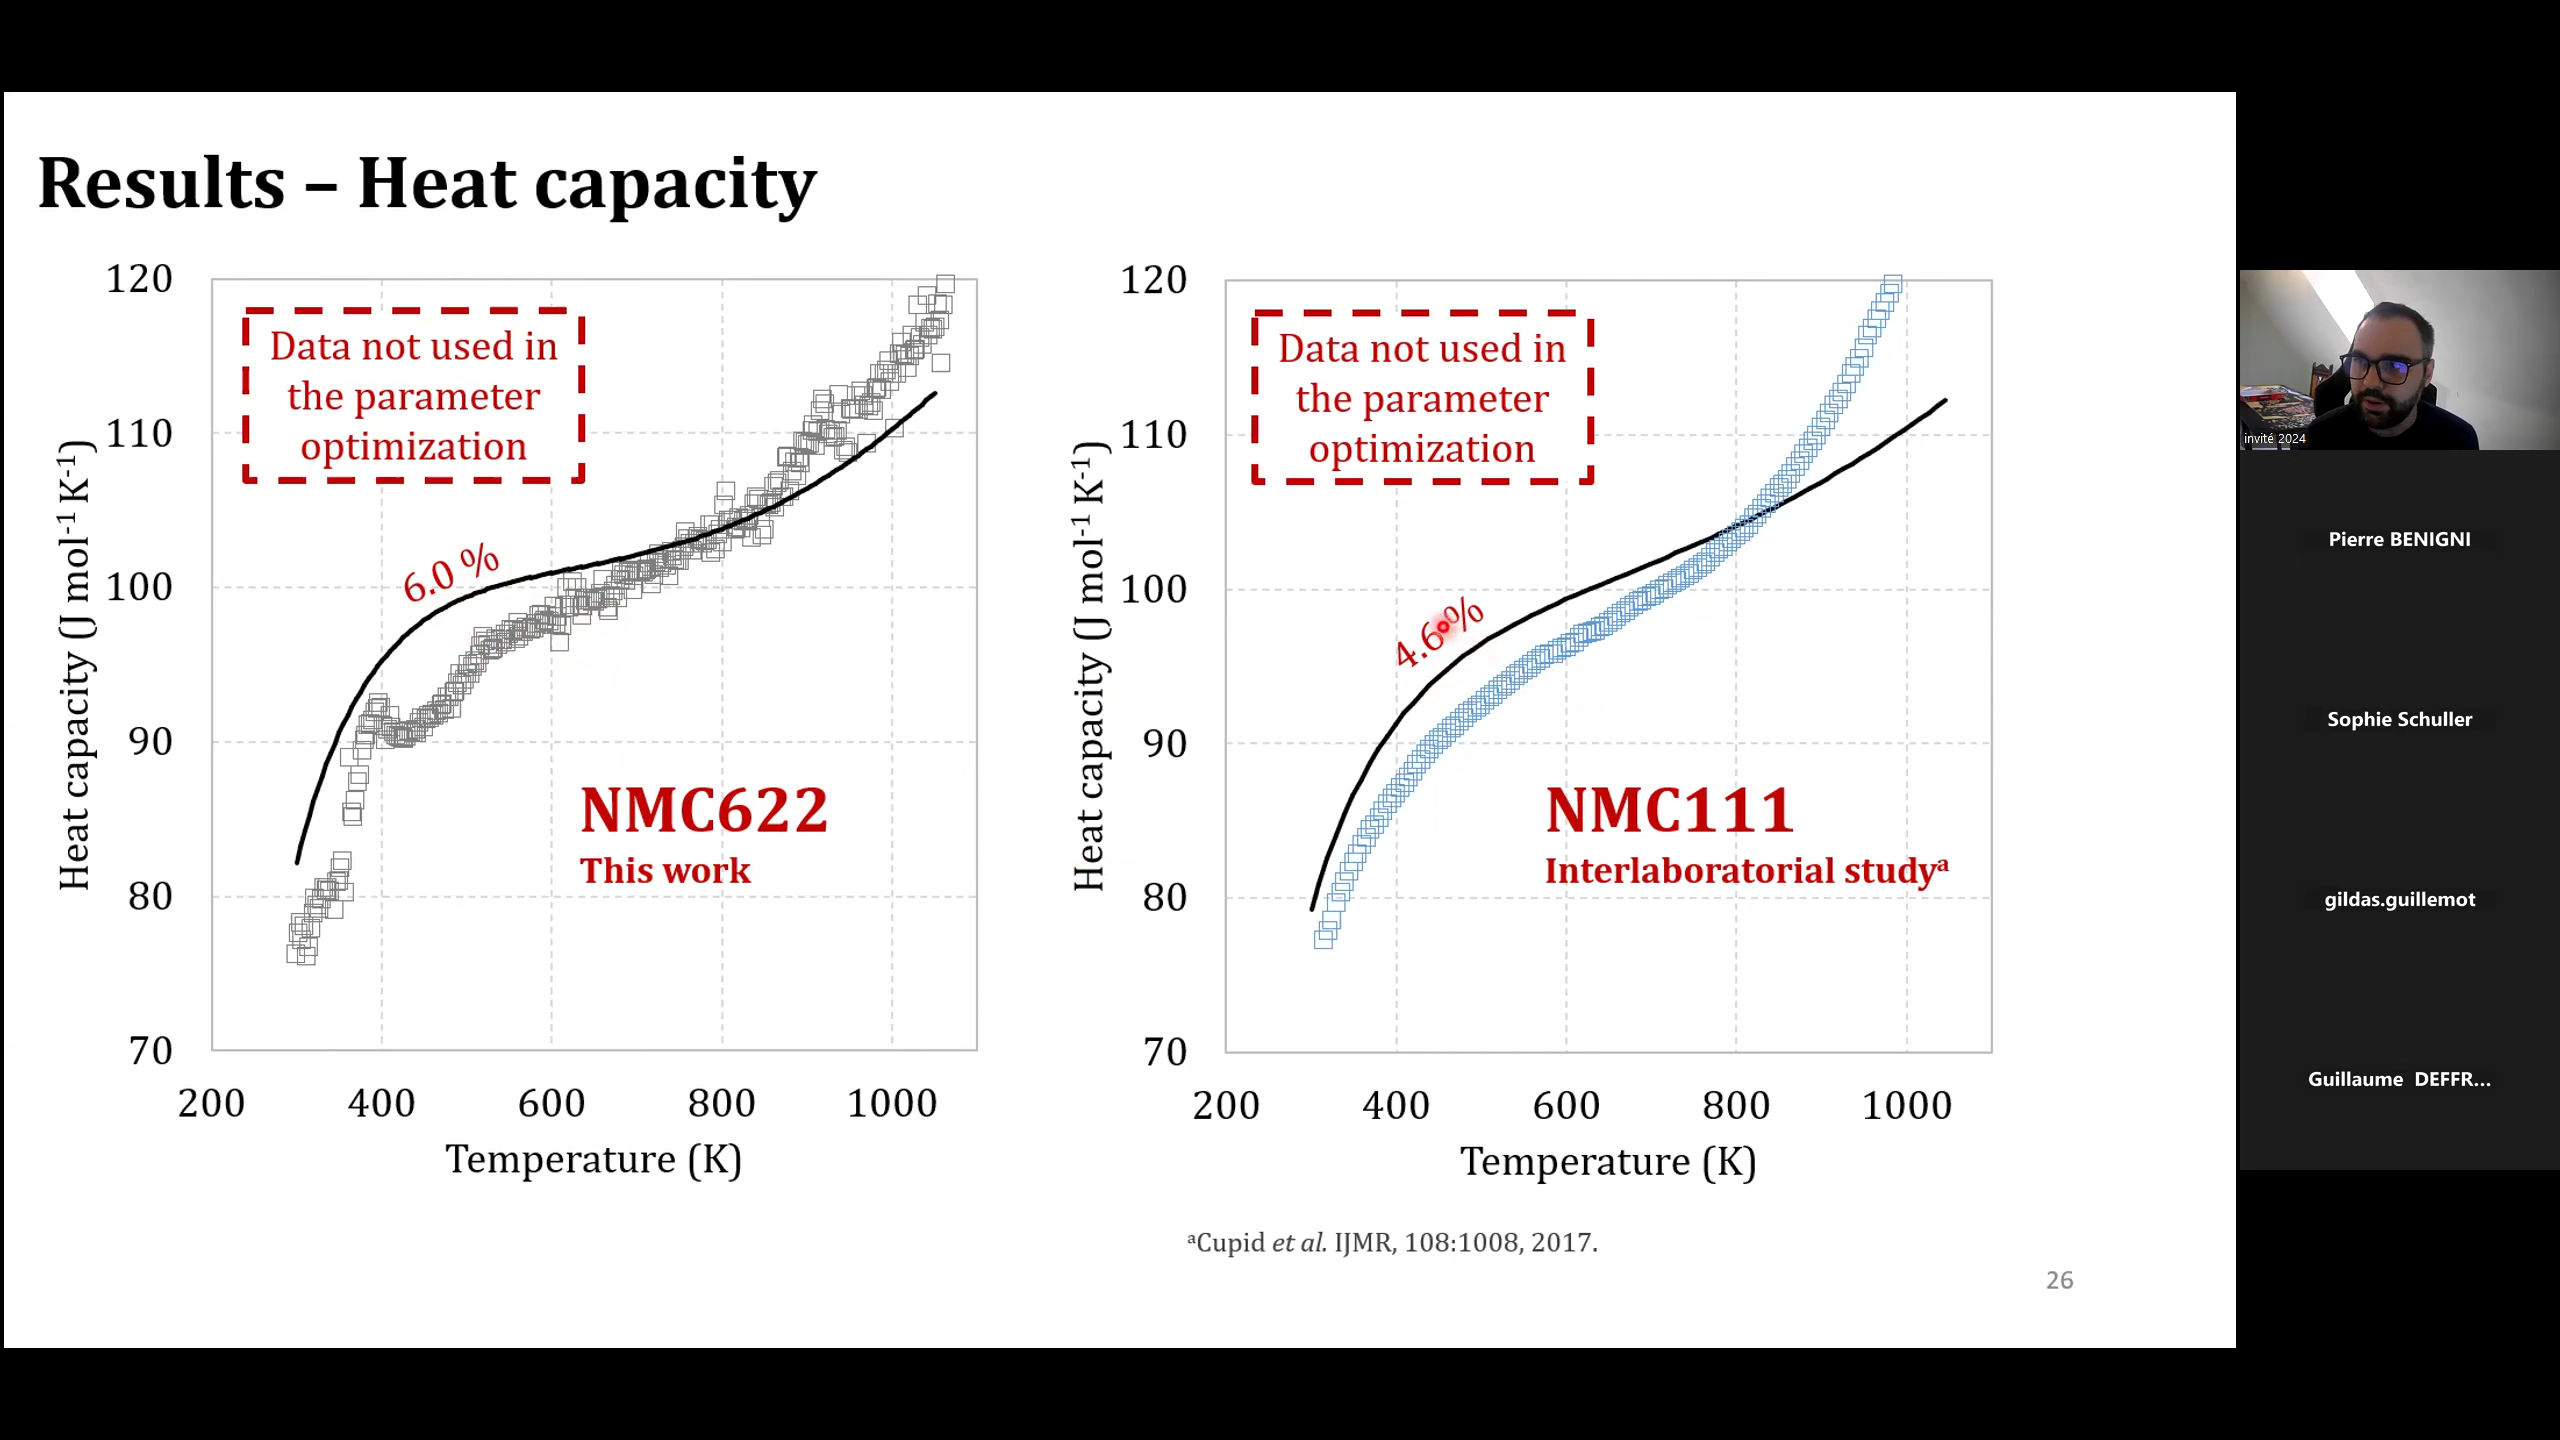 Results – Heat capacity
120
110
100
90
80
70
200 400 600 800 1000
Heat capacity (J mol⁻¹ K⁻¹)
Temperature (K)
Data not used in
the parameter
optimization
6.0 %
NMC622
This work
120
110
100
90
80
70
200 400 600 800 1000
Heat capacity (J mol⁻¹ K⁻¹)
Temperature (K)
Data not used in
the parameter
optimization
4.6 %
NMC111
Interlaboratorial studyᵃ
ᵃCupid et al. IJMR, 108:1008, 2017.
26
invité 2024
Pierre BENIGNI
Sophie Schuller
gildas.guillemot
Guillaume DEFFR...